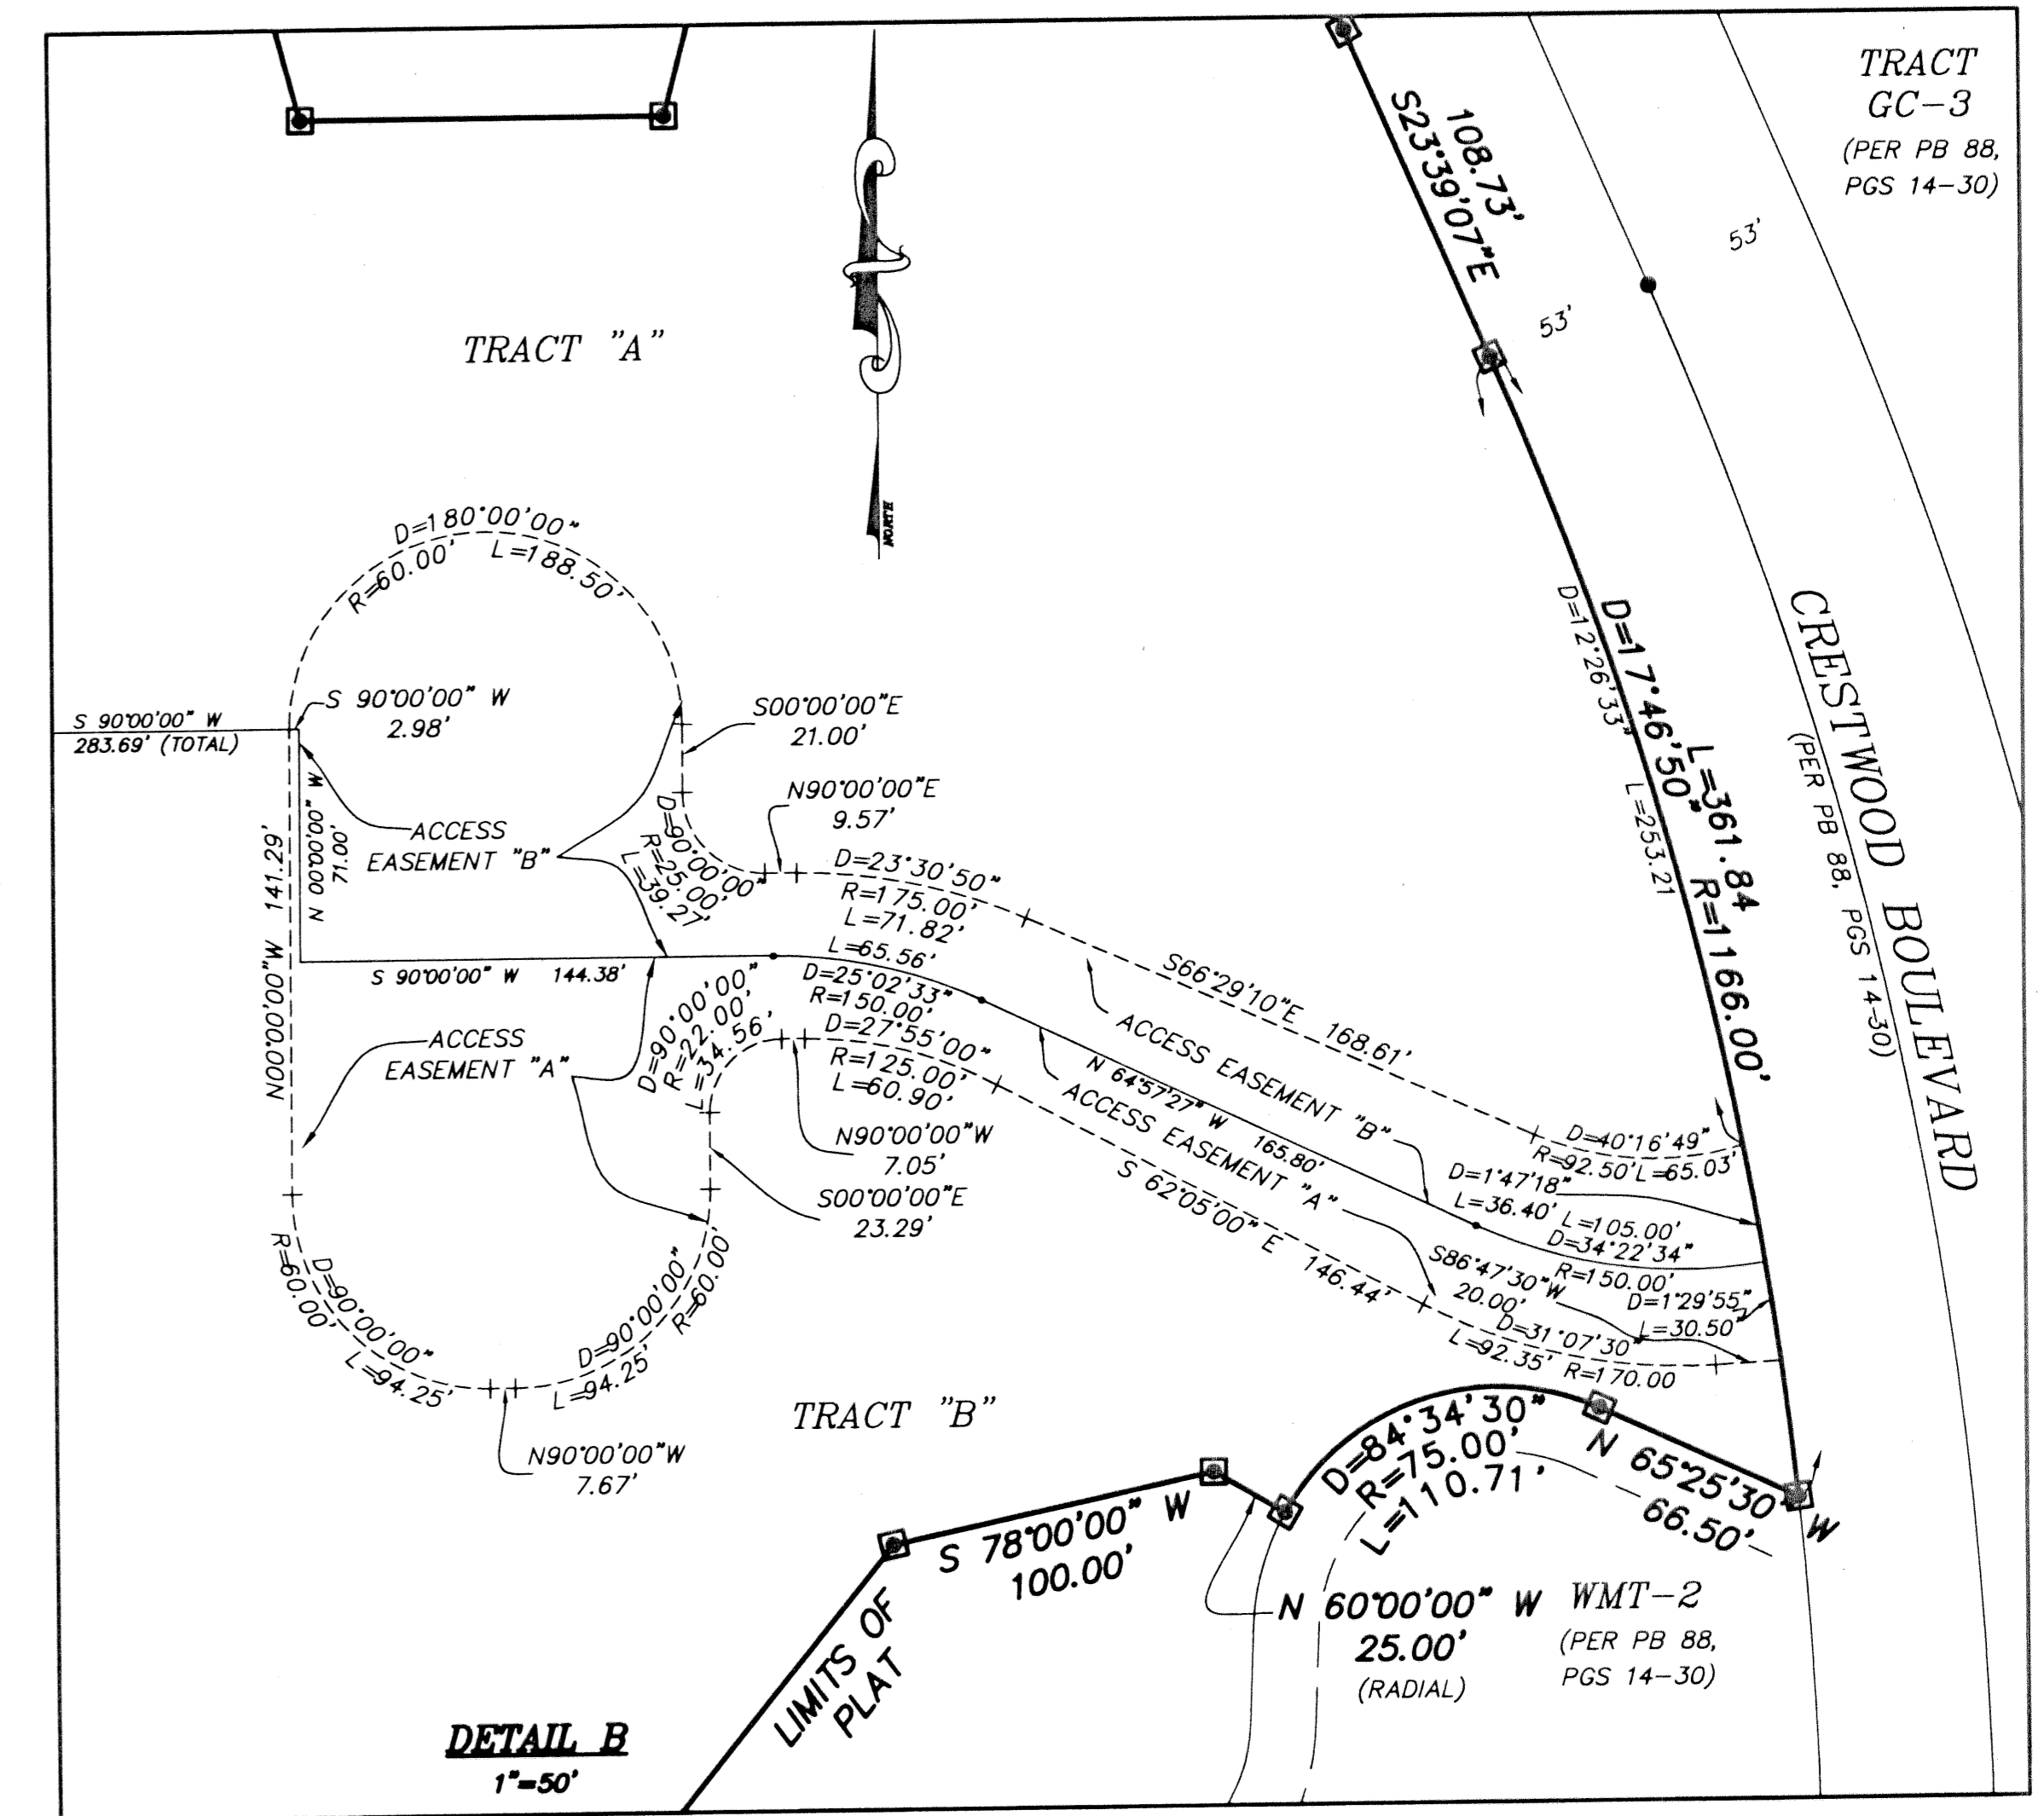 TRACT
GC-3
(PER PB 88,
PGS 14-30)
108.73'
S23°39'07"E
53'
53'
TRACT "A"
NORTH
D=180°00'00"
R=60.00'
L=188.50'
S 90°00'00" W
283.69' (TOTAL)
S 90°00'00" W
2.98'
S00°00'00"E
21.00'
N90°00'00"E
9.57'
ACCESS
EASEMENT "B"
N 00°00'00" W
71.00'
N00°00'00"W 141.29'
D=90°00'00"
R=25.00'
L=39.27'
D=23°30'50"
R=175.00'
L=71.82'
L=65.56'
D=25°02'33"
R=150.00'
S 90°00'00" W 144.38'
D=27°55'00"
R=125.00'
L=60.90'
D=90°00'00"
R=22.00'
L=34.56'
ACCESS
EASEMENT "A"
N90°00'00"W
7.05'
S00°00'00"E
23.29'
S66°29'10"E 168.61'
ACCESS EASEMENT "B"
N 64°57'27" W 165.80'
ACCESS EASEMENT "A"
S 62°05'00" E 146.44'
D=12°26'33"
L=253.21
D=17°46'50"
L=361.84
R=1166.00'
CRESTWOOD BOULEVARD
(PER PB 88, PGS 14-30)
D=40°16'49"
R=92.50' L=65.03'
D=1°47'18"
L=36.40'
L=105.00'
D=34°22'34"
R=150.00'
S86°47'30"W
20.00'
D=1°29'55"
L=30.50'
D=31°07'30"
L=92.35' R=170.00
R=60.00'
D=90°00'00"
L=94.25'
D=90°00'00"
R=60.00'
L=94.25'
N90°00'00"W
7.67'
TRACT "B"
D=84°34'30"
R=75.00'
L=110.71'
N 65°25'30" W
66.50'
S 78°00'00" W
100.00'
N 60°00'00" W
25.00'
(RADIAL)
WMT-2
(PER PB 88,
PGS 14-30)
LIMITS OF
PLAT
DETAIL B
1"=50'